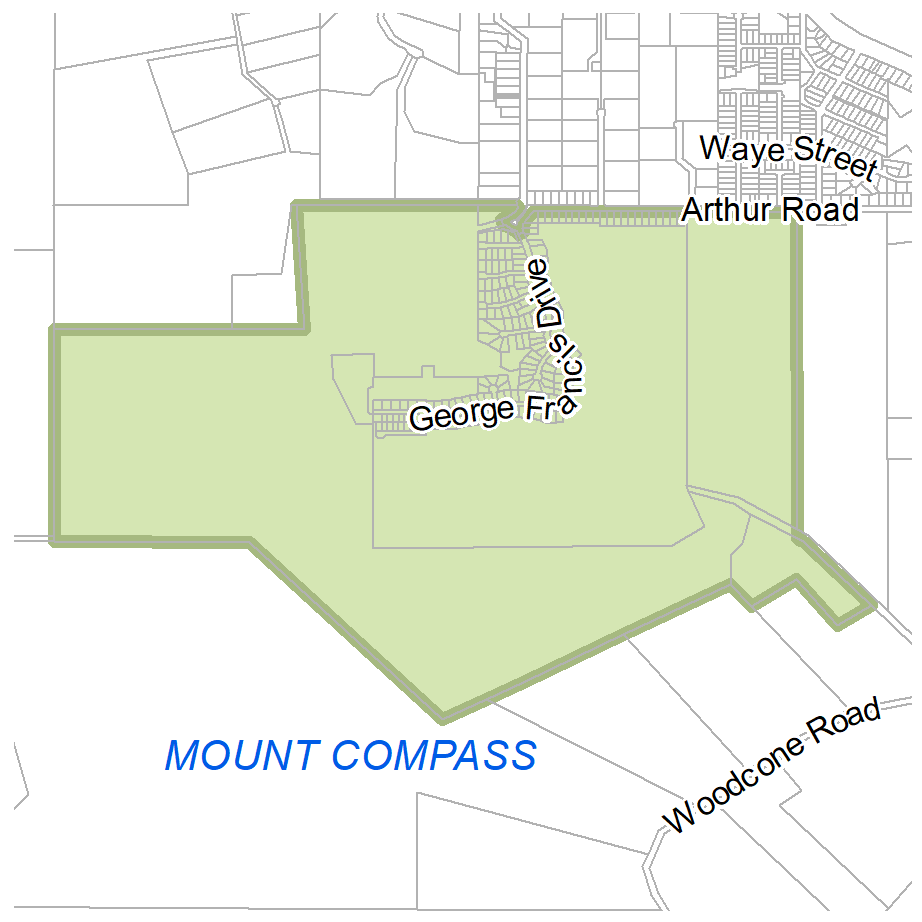 Waye Street
Arthur Road
George Francis Drive
MOUNT COMPASS
Woodcone Road